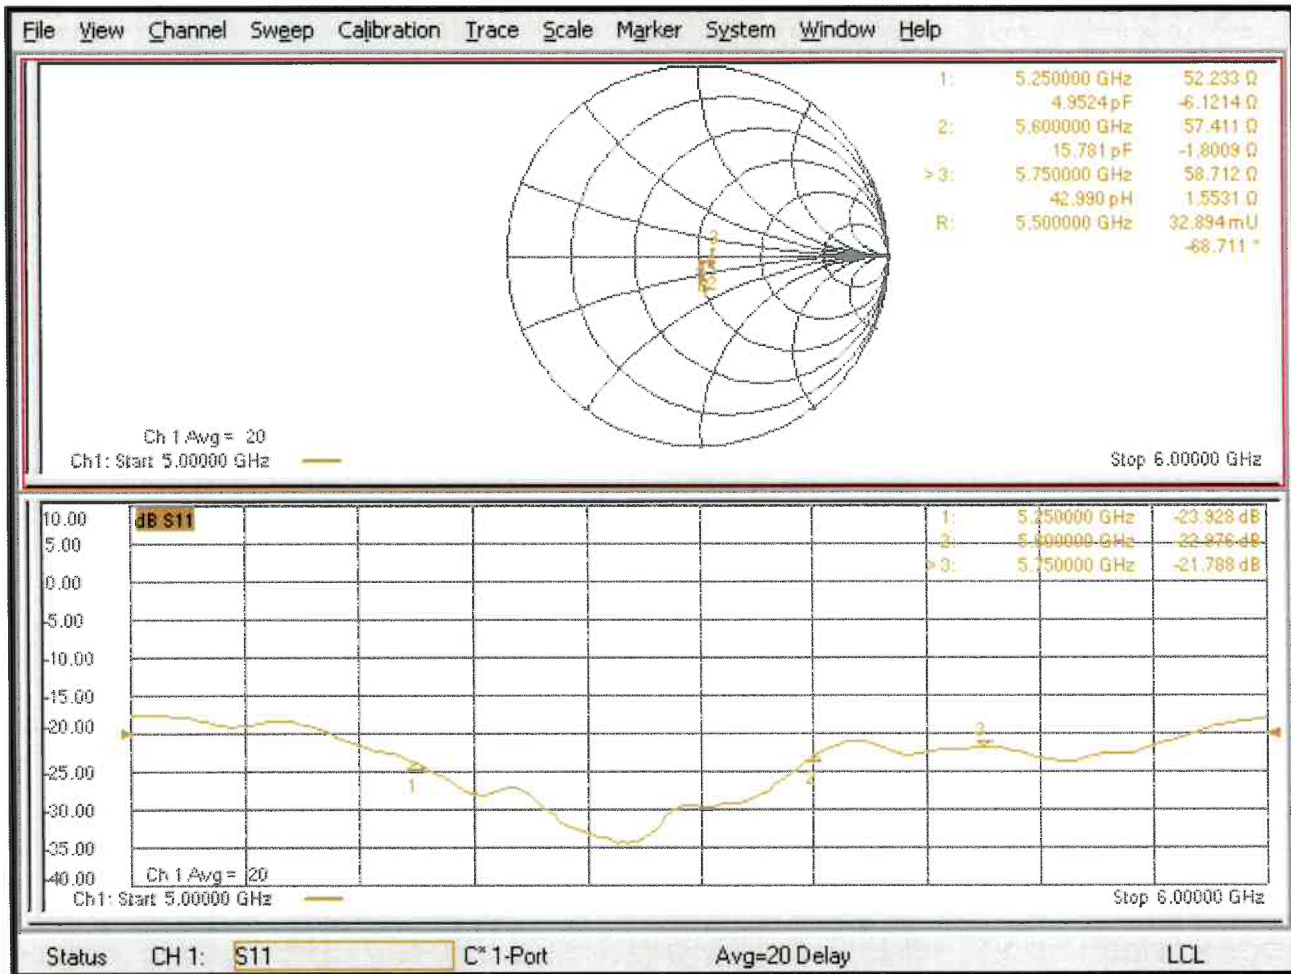 File View Channel Sweep Calibration Trace Scale Marker System Window Help
1: 5.250000 GHz 52.233 Ω
4.9524 pF -6.1214 Ω
2: 5.600000 GHz 57.411 Ω
15.781 pF -1.8009 Ω
> 3: 5.750000 GHz 58.712 Ω
42.990 pH 1.5531 Ω
R: 5.500000 GHz 32.894 mU
-68.711 °
3
2
Ch 1 Avg = 20
Ch1: Start 5.00000 GHz Stop 6.00000 GHz
10.00 dB S11 1: 5.250000 GHz -23.928 dB
5.00 2: 5.600000 GHz -22.976 dB
0.00 > 3: 5.750000 GHz -21.788 dB
-5.00
-10.00
-15.00
-20.00 3
-25.00 1 2
-30.00
-35.00
-40.00 Ch 1 Avg = 20
Ch1: Start 5.00000 GHz Stop 6.00000 GHz
Status CH 1: S11 C* 1-Port Avg=20 Delay LCL